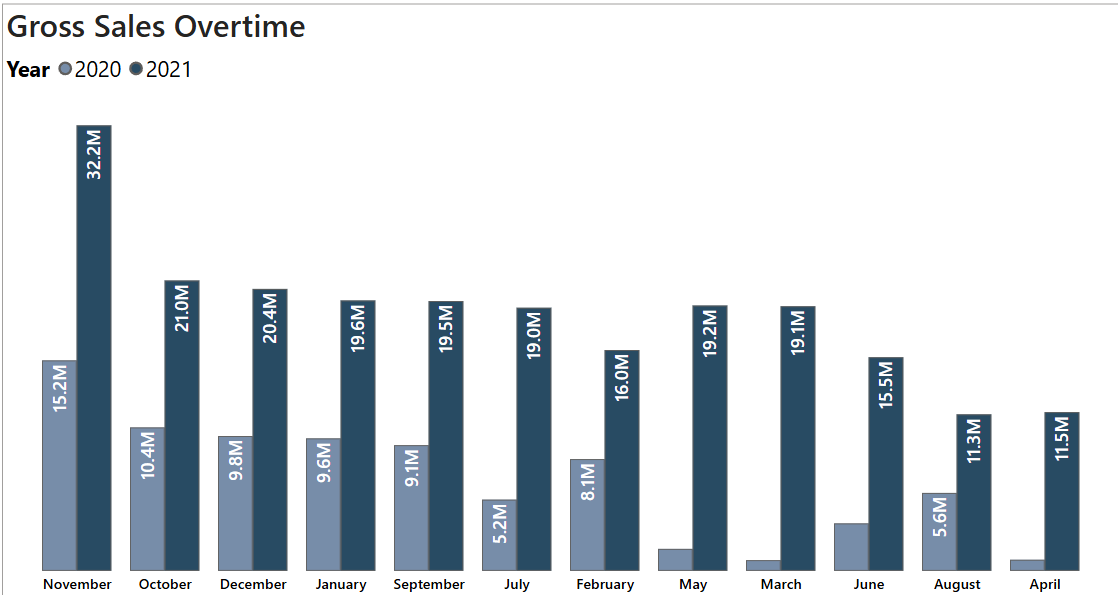 Gross Sales Overtime
Year 2020 2021
32.2M
15.2M
21.0M
10.4M
20.4M
9.8M
19.6M
9.6M
19.5M
9.1M
19.0M
5.2M
16.0M
8.1M
19.2M
19.1M
15.5M
11.3M
5.6M
11.5M
November October December January September July February May March June August April